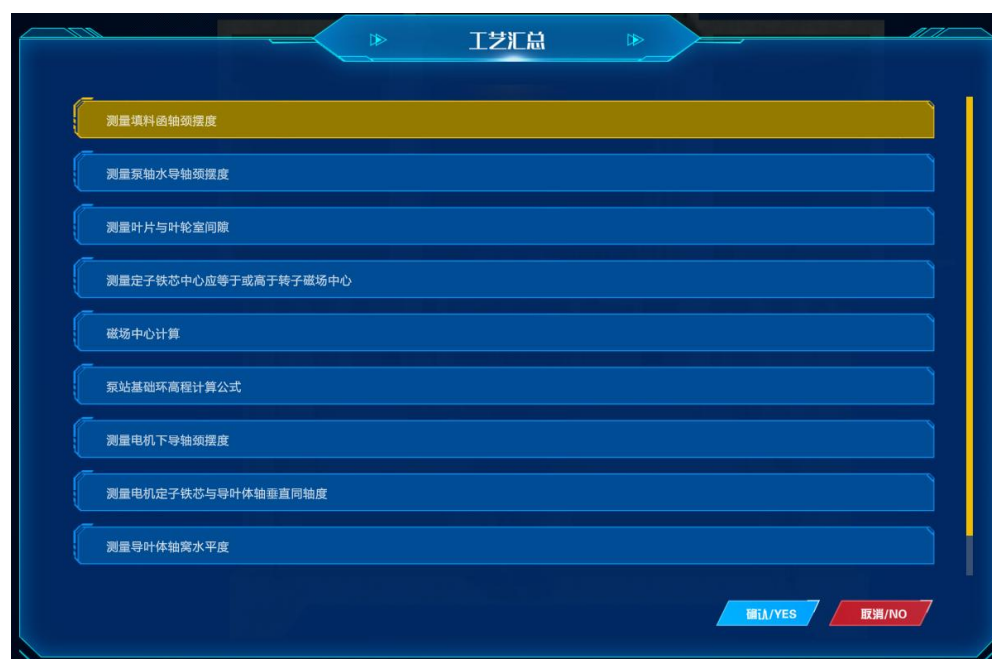 工艺汇总
测量填料函轴颈摆度
测量泵轴水导轴颈摆度
测量叶片与叶轮室间隙
测量定子铁芯中心应等于或高于转子磁场中心
磁场中心计算
泵站基础环高程计算公式
测量电机下导轴颈摆度
测量电机定子铁芯与导叶体轴垂直同轴度
测量导叶体轴窝水平度
确认/YES
取消/NO